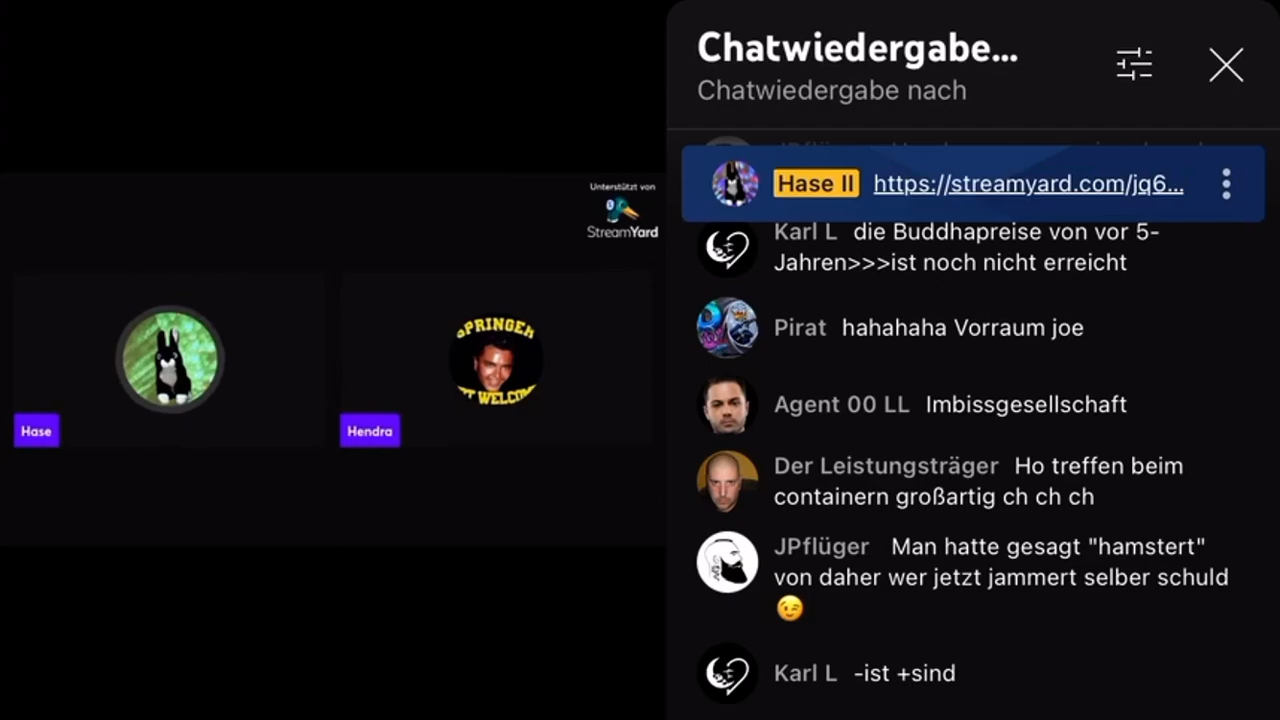 Unterstützt von
StreamYard
SPRINGER
WELCOM
Hase
Hendra
Chatwiedergabe...
Chatwiedergabe nach
Hase II https://streamyard.com/jq6...
Karl L die Buddhapreise von vor 5-
Jahren>>>ist noch nicht erreicht
Pirat hahahaha Vorraum joe
Agent 00 LL Imbissgesellschaft
Der Leistungsträger Ho treffen beim
containern großartig ch ch ch
JPflüger Man hatte gesagt "hamstert"
von daher wer jetzt jammert selber schuld
😉
Karl L -ist +sind